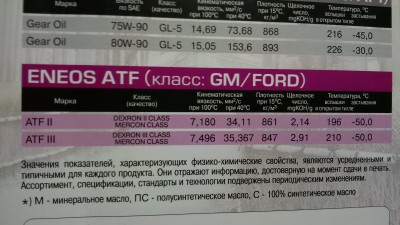 вязкость по SAE Класс (качество) Кинематическая вязкость, мм²/с при 100°C при 40°C Плотность при 15°C, кг/м³ Щелочное число mgKOH/g Температура, °C вспышки застывания в открытом тигле
Gear Oil 75W-90 GL-5 14,69 73,68 868 216 -45,0
Gear Oil 80W-90 GL-5 15,05 153,6 893 226 -30,0
ENEOS ATF (класс: GM/FORD)
Марка Класс (качество) Кинематическая вязкость, мм²/с при 100°C при 40°C Плотность при 15°C, кг/м³ Щелочное число mgKOH/g Температура, °C вспышки застывания в открытом тигле
ATF II DEXRON II CLASS MERCON CLASS 7,180 34,11 861 2,14 196 -50,0
ATF III DEXRON III CLASS MERCON CLASS 7,496 35,367 847 2,91 210 -50,0
Значения показателей, характеризующих физико-химические свойства, являются усредненными и
типичными для каждого продукта. Они отражают информацию, достоверную на момент сдачи в печать.
Ассортимент, спецификации, стандарты и технологии подвержены периодическим изменениям.
*) М - минеральное масло, ПС - полусинтетическое масло, С - 100% синтетическое масло